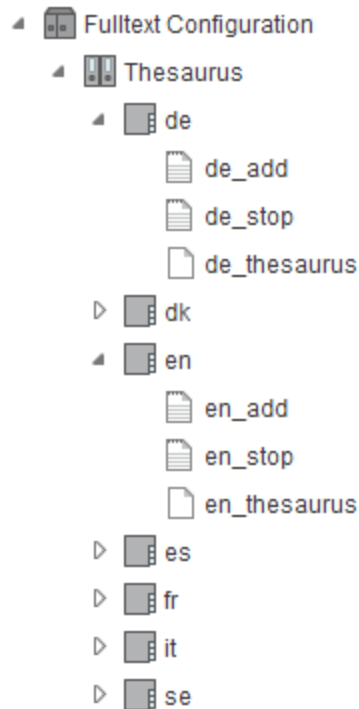 Fulltext Configuration
Thesaurus
de
de_add
de_stop
de_thesaurus
dk
en
en_add
en_stop
en_thesaurus
es
fr
it
se